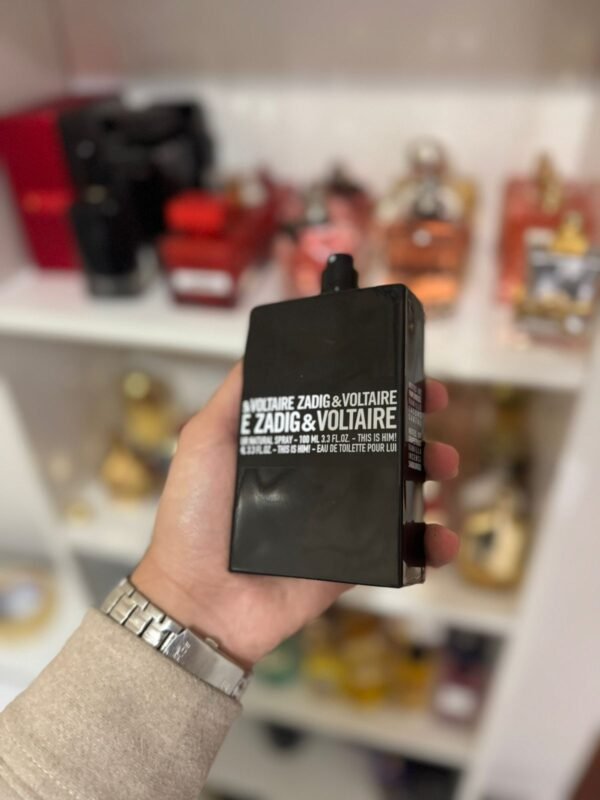 & VOLTAIRE ZADIG & VOLTAIRE
E ZADIG & VOLTAIRE
NATURAL SPRAY – 100 ML 3.3 FL.OZ. – THIS IS HIM!
ML 3.3 FL.OZ. – THIS IS HIM! – EAU DE TOILETTE POUR LUI